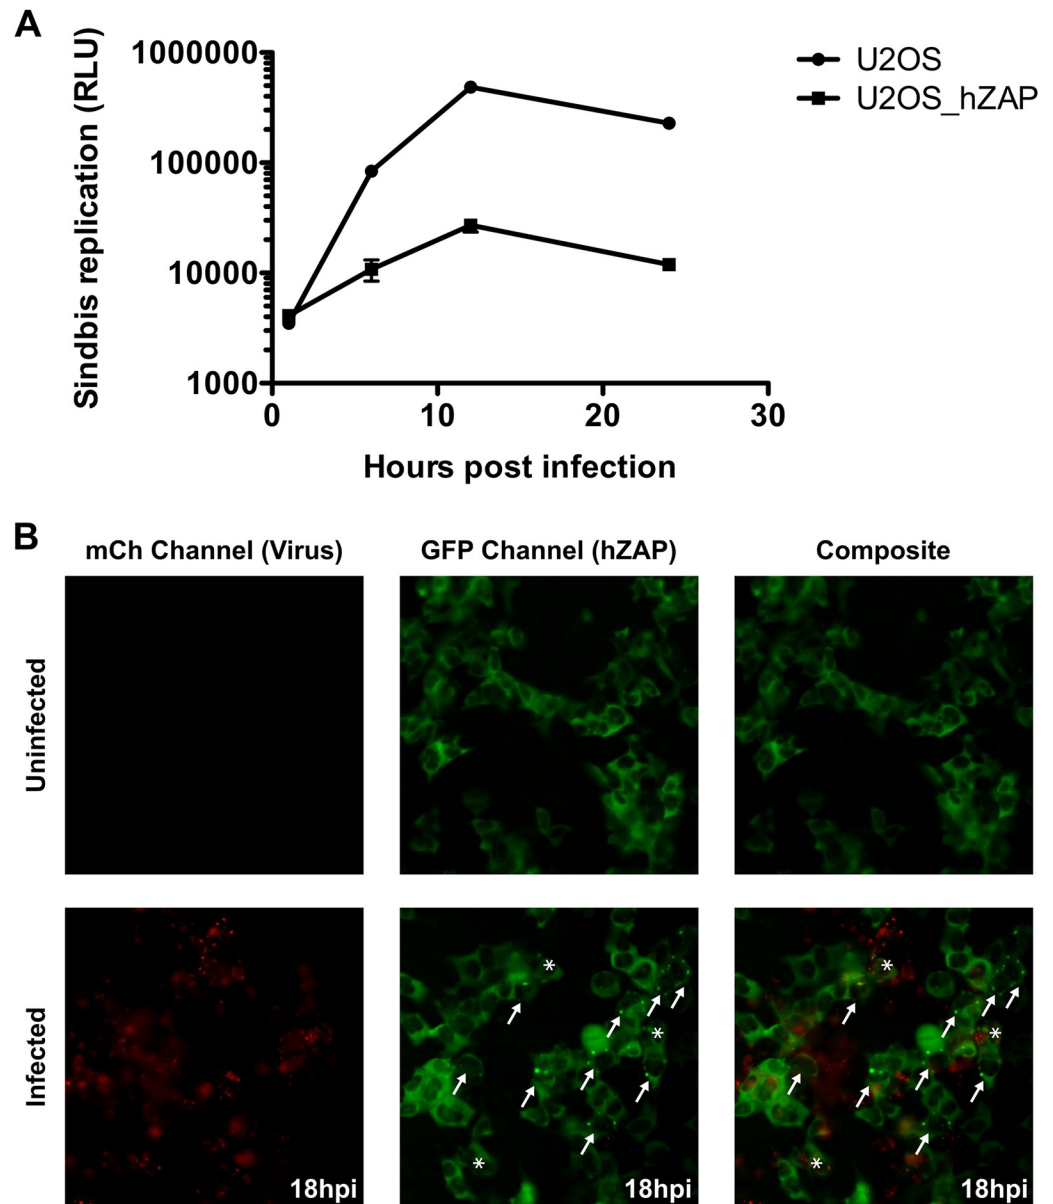 A
Sindbis replication (RLU)
1000000
100000
10000
1000
0
10
20
30
Hours post infection
U2OS
U2OS_hZAP
B
mCh Channel (Virus)
GFP Channel (hZAP)
Composite
Uninfected
Infected
*
*
*
*
*
*
18hpi
18hpi
18hpi